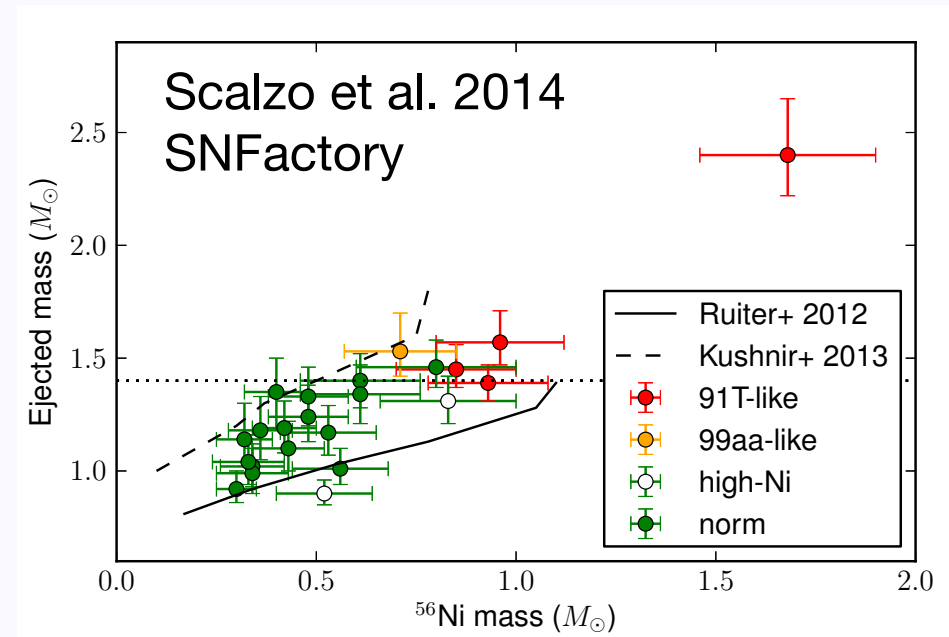 Scalzo et al. 2014
SNFactory
Ejected mass (M☉)
2.5
2.0
1.5
1.0
Ruiter+ 2012
Kushnir+ 2013
91T-like
99aa-like
high-Ni
norm
0.0 0.5 1.0 1.5 2.0
⁵⁶Ni mass (M☉)